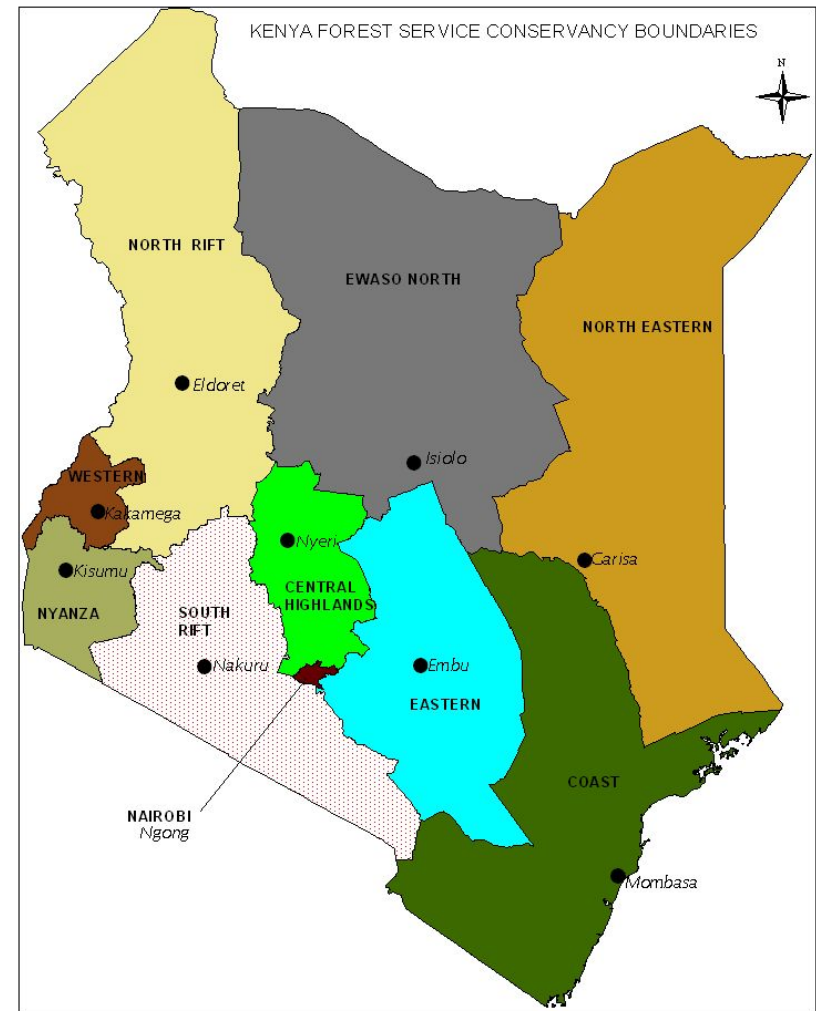 KENYA FOREST SERVICE CONSERVANCY BOUNDARIES
N
NORTH RIFT
EWASO NORTH
NORTH EASTERN
Eldoret
Isiolo
WESTERN
Kakamega
Nyeri
Garisa
Kisumu
CENTRAL
HIGHLANDS
NYANZA
SOUTH
RIFT
Nakuru
Embu
EASTERN
COAST
NAIROBI
Ngong
Mombasa